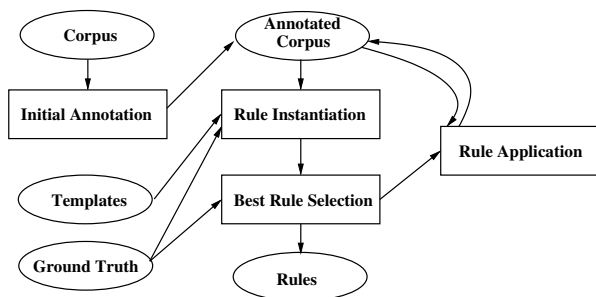 Corpus
Annotated
Corpus
Initial Annotation
Rule Instantiation
Rule Application
Templates
Best Rule Selection
Ground Truth
Rules